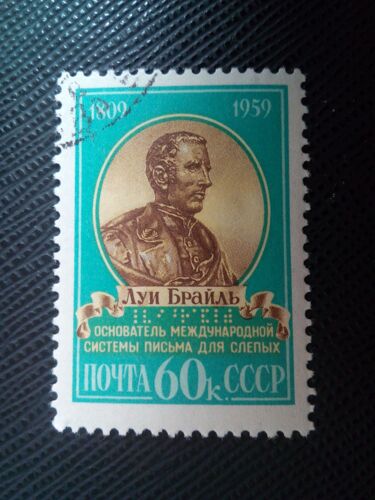 1809 1959
Луи Брайль
ОСНОВАТЕЛЬ МЕЖДУНАРОДНОЙ
СИСТЕМЫ ПИСЬМА ДЛЯ СЛЕПЫХ
ПОЧТА 60к. СССР